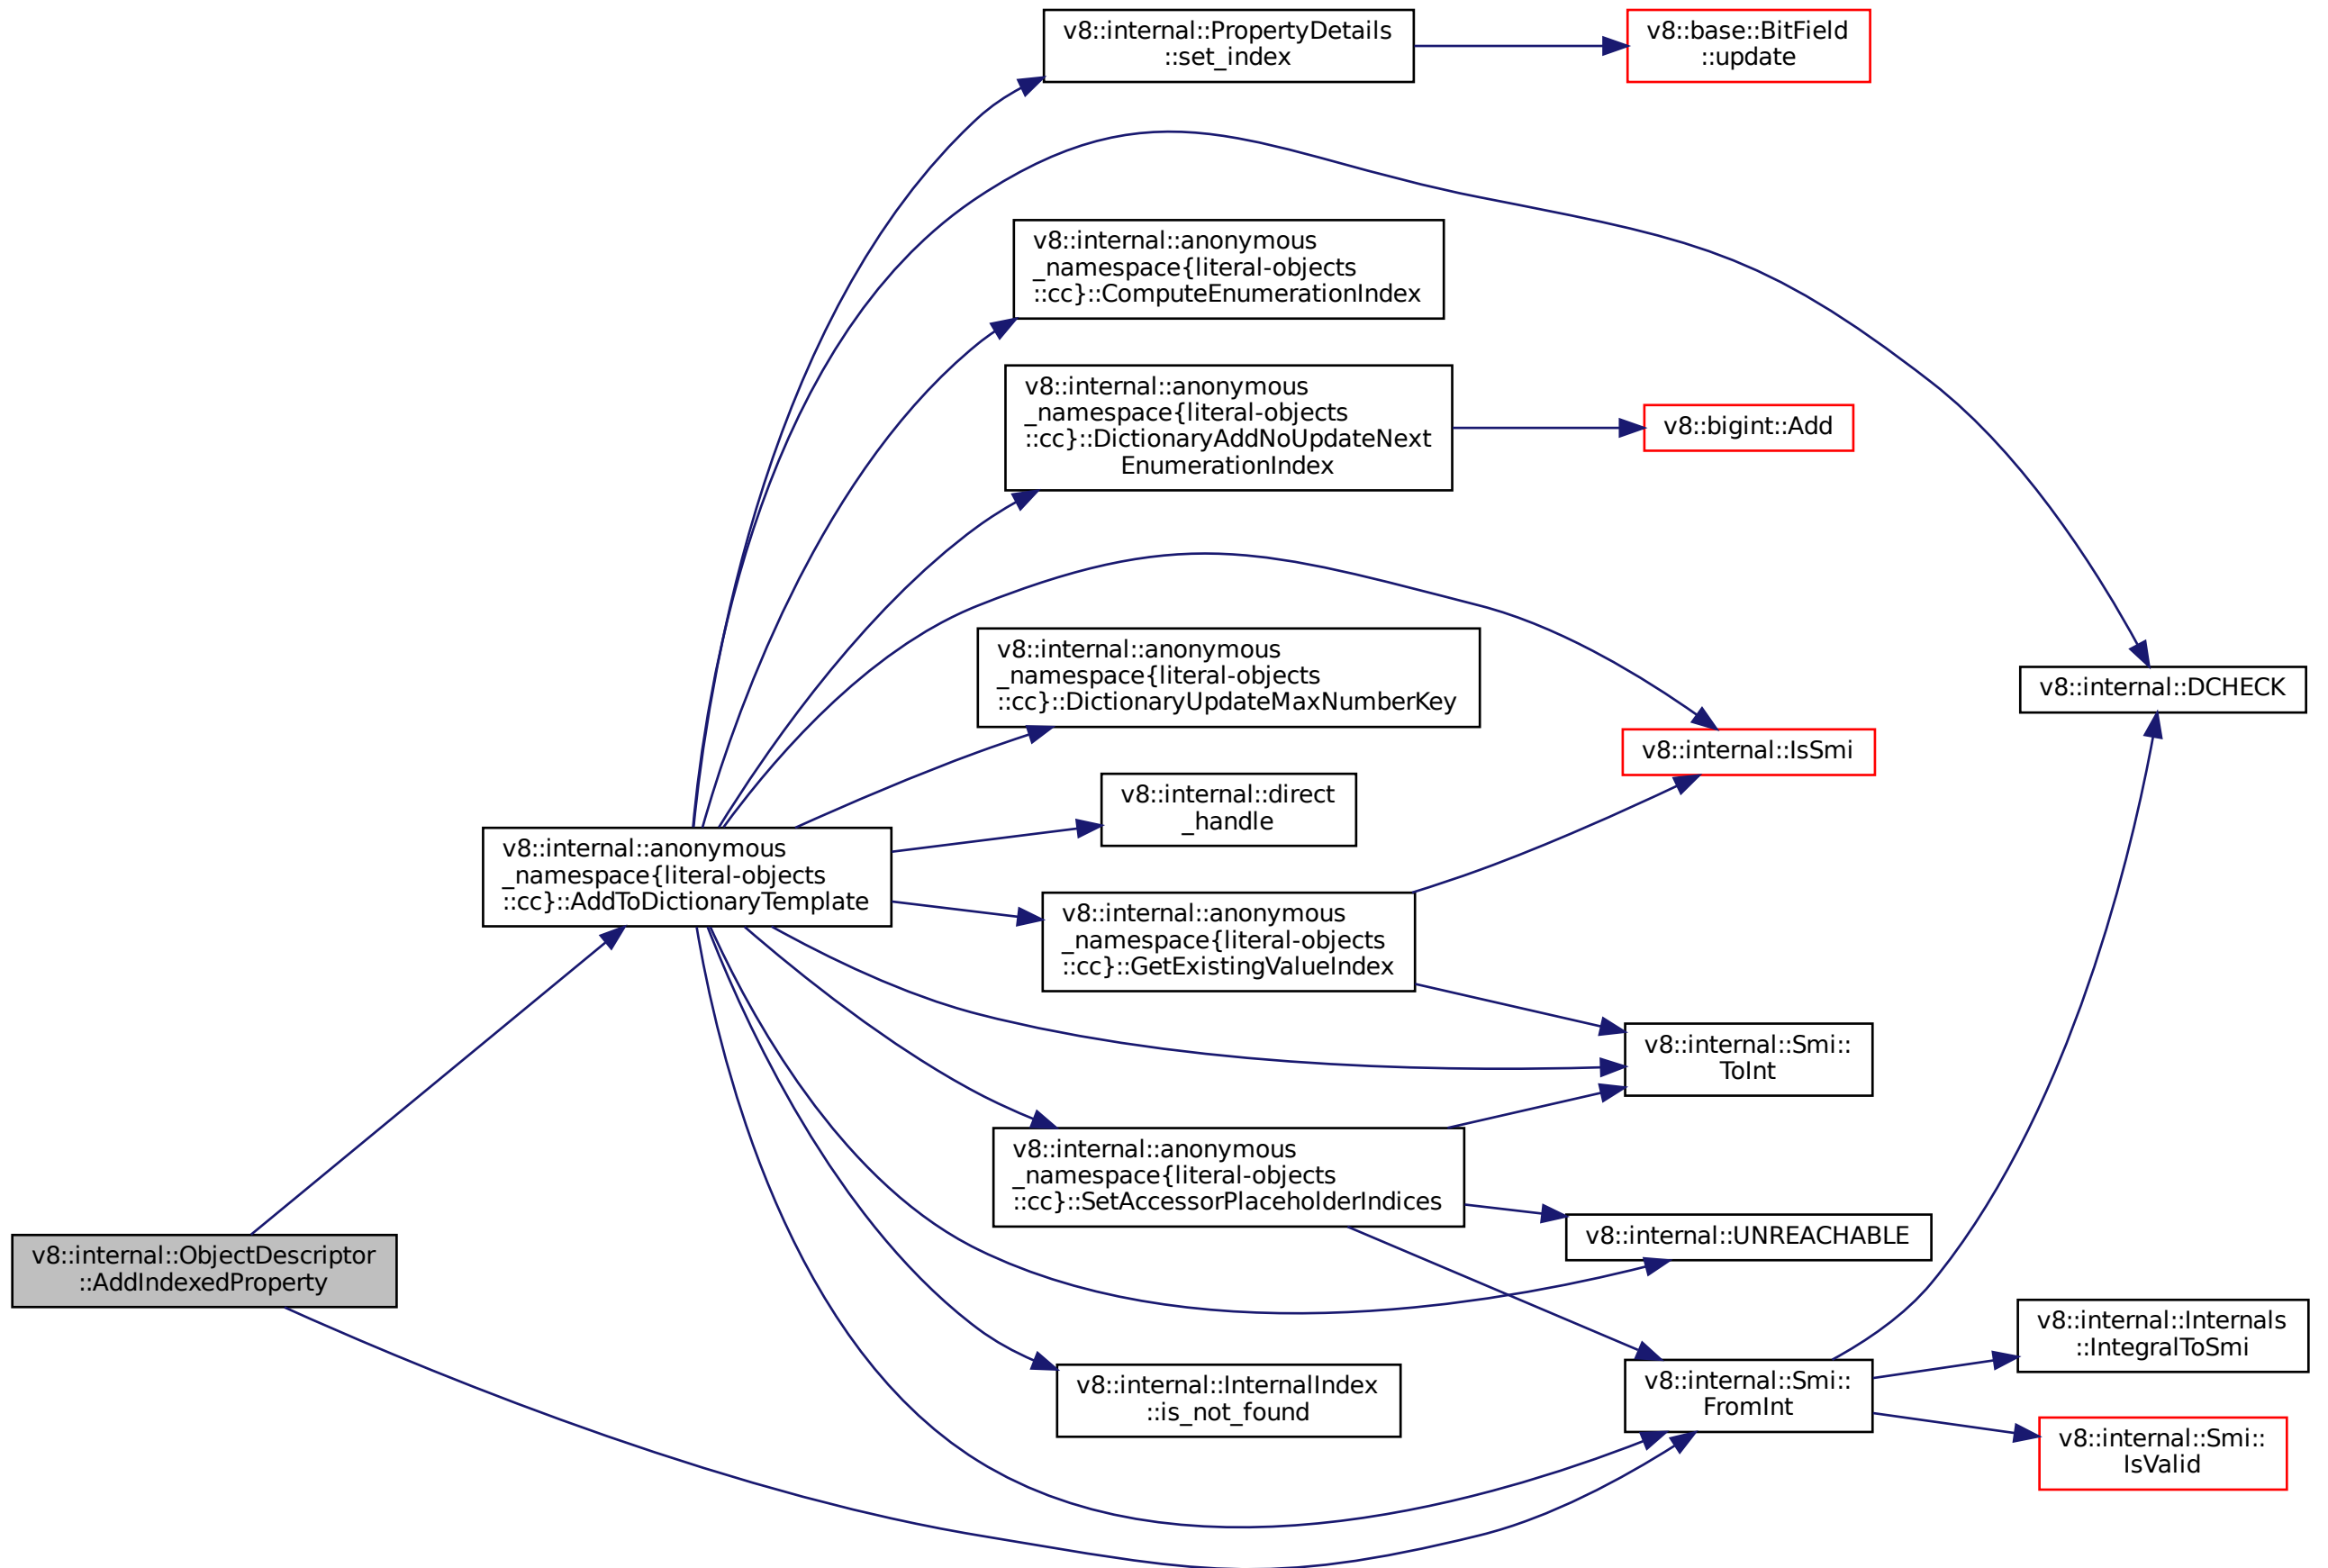 v8::internal::PropertyDetails
::set_index
v8::base::BitField
::update
v8::internal::anonymous
_namespace{literal-objects
::cc}::ComputeEnumerationIndex
v8::internal::anonymous
_namespace{literal-objects
::cc}::DictionaryAddNoUpdateNext
EnumerationIndex
v8::bigint::Add
v8::internal::anonymous
_namespace{literal-objects
::cc}::DictionaryUpdateMaxNumberKey
v8::internal::DCHECK
v8::internal::IsSmi
v8::internal::direct
_handle
v8::internal::anonymous
_namespace{literal-objects
::cc}::AddToDictionaryTemplate
v8::internal::anonymous
_namespace{literal-objects
::cc}::GetExistingValueIndex
v8::internal::Smi::
ToInt
v8::internal::anonymous
_namespace{literal-objects
::cc}::SetAccessorPlaceholderIndices
v8::internal::UNREACHABLE
v8::internal::ObjectDescriptor
::AddIndexedProperty
v8::internal::Internals
::IntegralToSmi
v8::internal::InternalIndex
::is_not_found
v8::internal::Smi::
FromInt
v8::internal::Smi::
IsValid